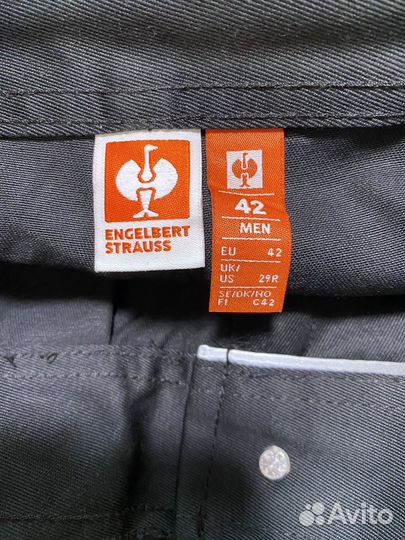 ENGELBERT
STRAUSS
42
MEN
EU 42
UK/
US 29R
SE/DK/NO
FI C42
Avito